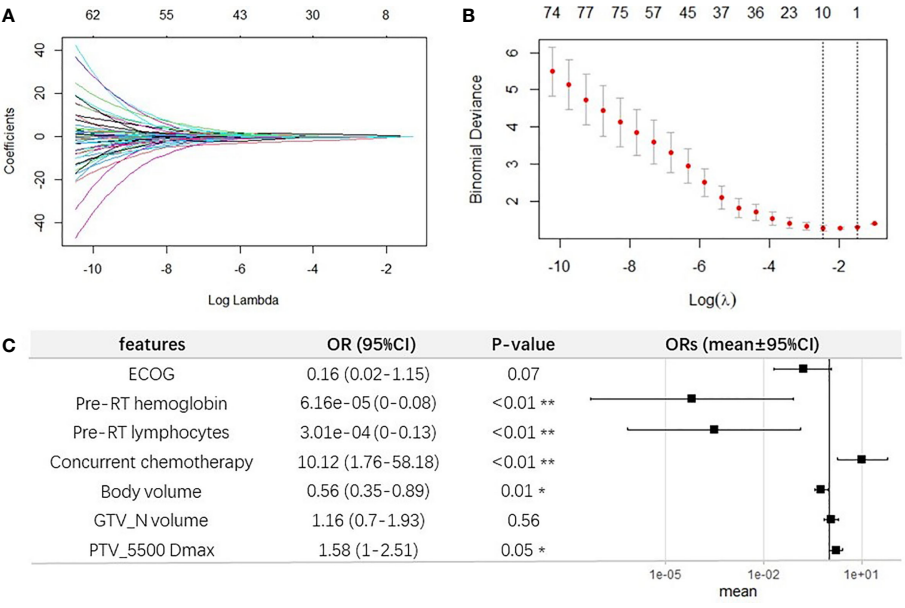 A
62 55 43 30 8
40
20
0
20
40
Coefficients
-10 -8 -6 -4 -2
Log Lambda
B
74 77 75 57 45 37 36 23 10 1
6
5
4
3
2
Binomial Deviance
-10 -8 -6 -4 -2
Log(λ)
C
features OR (95%CI) P-value ORs (mean±95%CI)
ECOG 0.16 (0.02-1.15) 0.07
Pre-RT hemoglobin 6.16e-05 (0-0.08) <0.01 **
Pre-RT lymphocytes 3.01e-04 (0-0.13) <0.01 **
Concurrent chemotherapy 10.12 (1.76-58.18) <0.01 **
Body volume 0.56 (0.35-0.89) 0.01 *
GTV_N volume 1.16 (0.7-1.93) 0.56
PTV_5500 Dmax 1.58 (1-2.51) 0.05 *
1e-05 1e-02 1e+01
mean